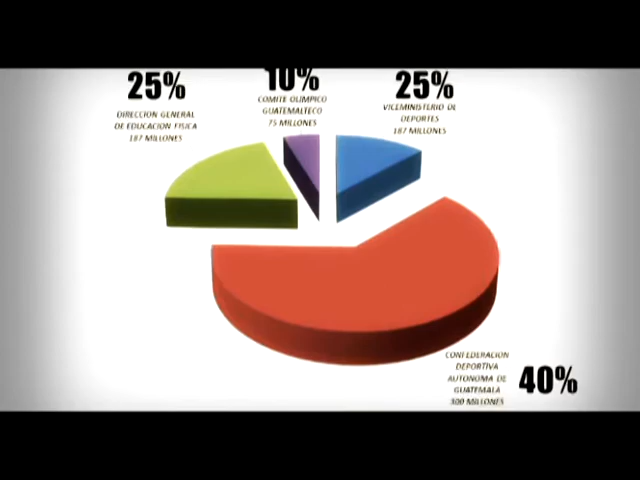 25%
DIRECCION GENERAL
DE EDUCACION FISICA
187 MILLONES
10%
COMITE OLIMPICO
GUATEMALTECO
75 MILLONES
25%
VICEMINISTERIO DE
DEPORTES
187 MILLONES
CONFEDERACION
DEPORTIVA
AUTONOMA DE
GUATEMALA
300 MILLONES
40%